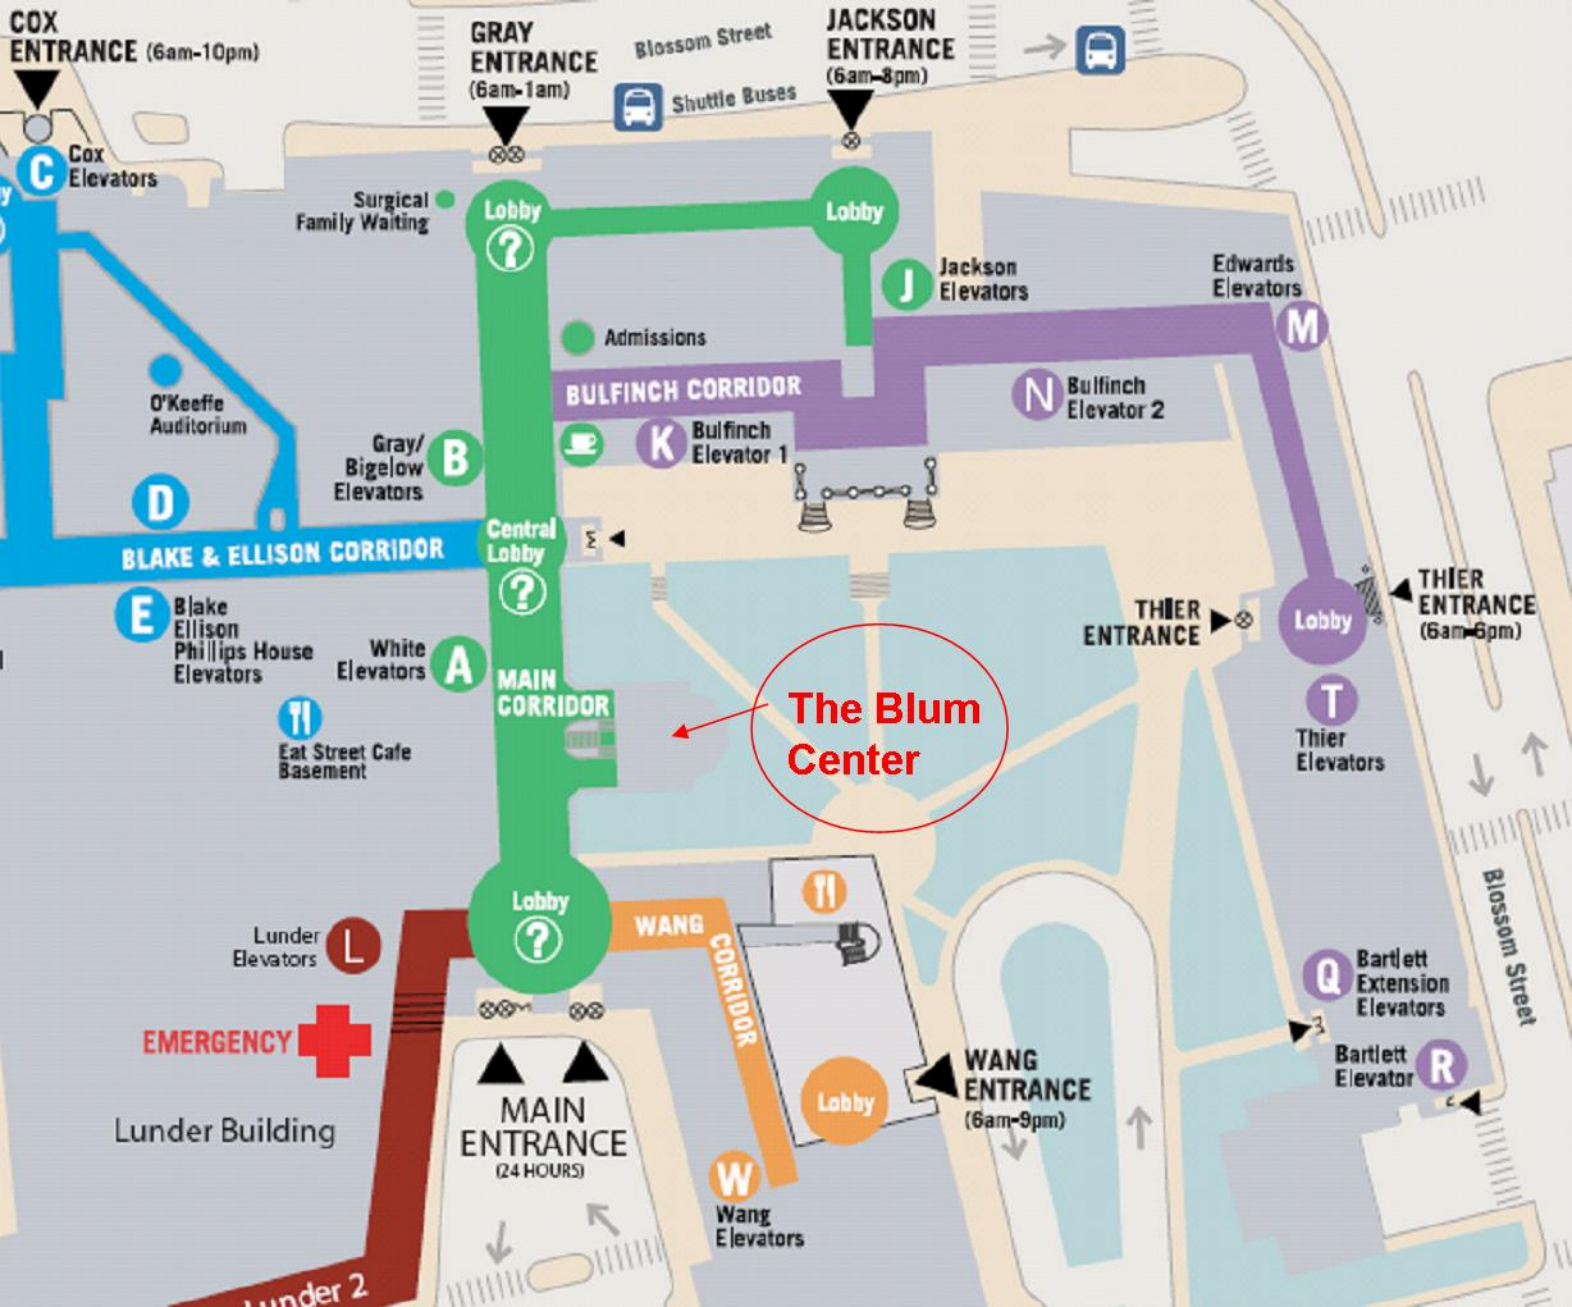 COX
ENTRANCE (6am-10pm)
GRAY
ENTRANCE
(6am-1am)
Blossom Street
Shuttle Buses
JACKSON
ENTRANCE
(6am-8pm)
C
Cox
Elevators
Surgical
Family Waiting
Lobby
?
Lobby
J
Jackson
Elevators
Edwards
Elevators
M
Admissions
BULFINCH CORRIDOR
N
Bulfinch
Elevator 2
O'Keeffe
Auditorium
Gray/
Bigelow
Elevators
B
K
Bulfinch
Elevator 1
D
BLAKE & ELLISON CORRIDOR
Central
Lobby
?
E
Blake
Ellison
Phillips House
Elevators
White
Elevators
A
THIER
ENTRANCE
Lobby
THIER
ENTRANCE
(6am-6pm)
MAIN
CORRIDOR
The Blum
Center
T
Thier
Elevators
Eat Street Cafe
Basement
Lobby
?
WANG
CORRIDOR
Lunder
Elevators
L
Blossom Street
EMERGENCY
Q
Bartlett
Extension
Elevators
Bartlett
Elevator
R
Lunder Building
MAIN
ENTRANCE
(24 HOURS)
Lobby
WANG
ENTRANCE
(6am-9pm)
W
Wang
Elevators
Lunder 2